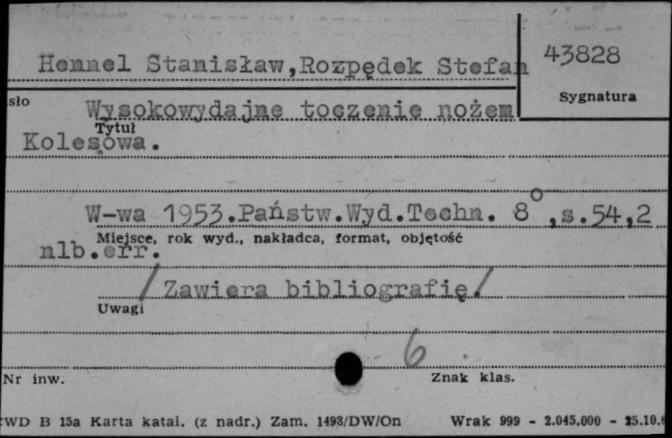 Hennel Stanisław, Rozpędek Stefan
43828
Sygnatura
sło
Wysokowydajne toczenie nożem
Tytuł
Kolesowa.
W-wa 1953.Państw.Wyd.Techn. 8°,s.54,2
Miejsce, rok wyd., nakładca, format, objętość
nlb.err.
/Zawiera bibliografię/
Uwagi
6
Nr inw.
Znak klas.
WD B 15a Karta katal. (z nadr.) Zam. 1493/DW/On Wrak 999 - 2.045.000 - 25.10.